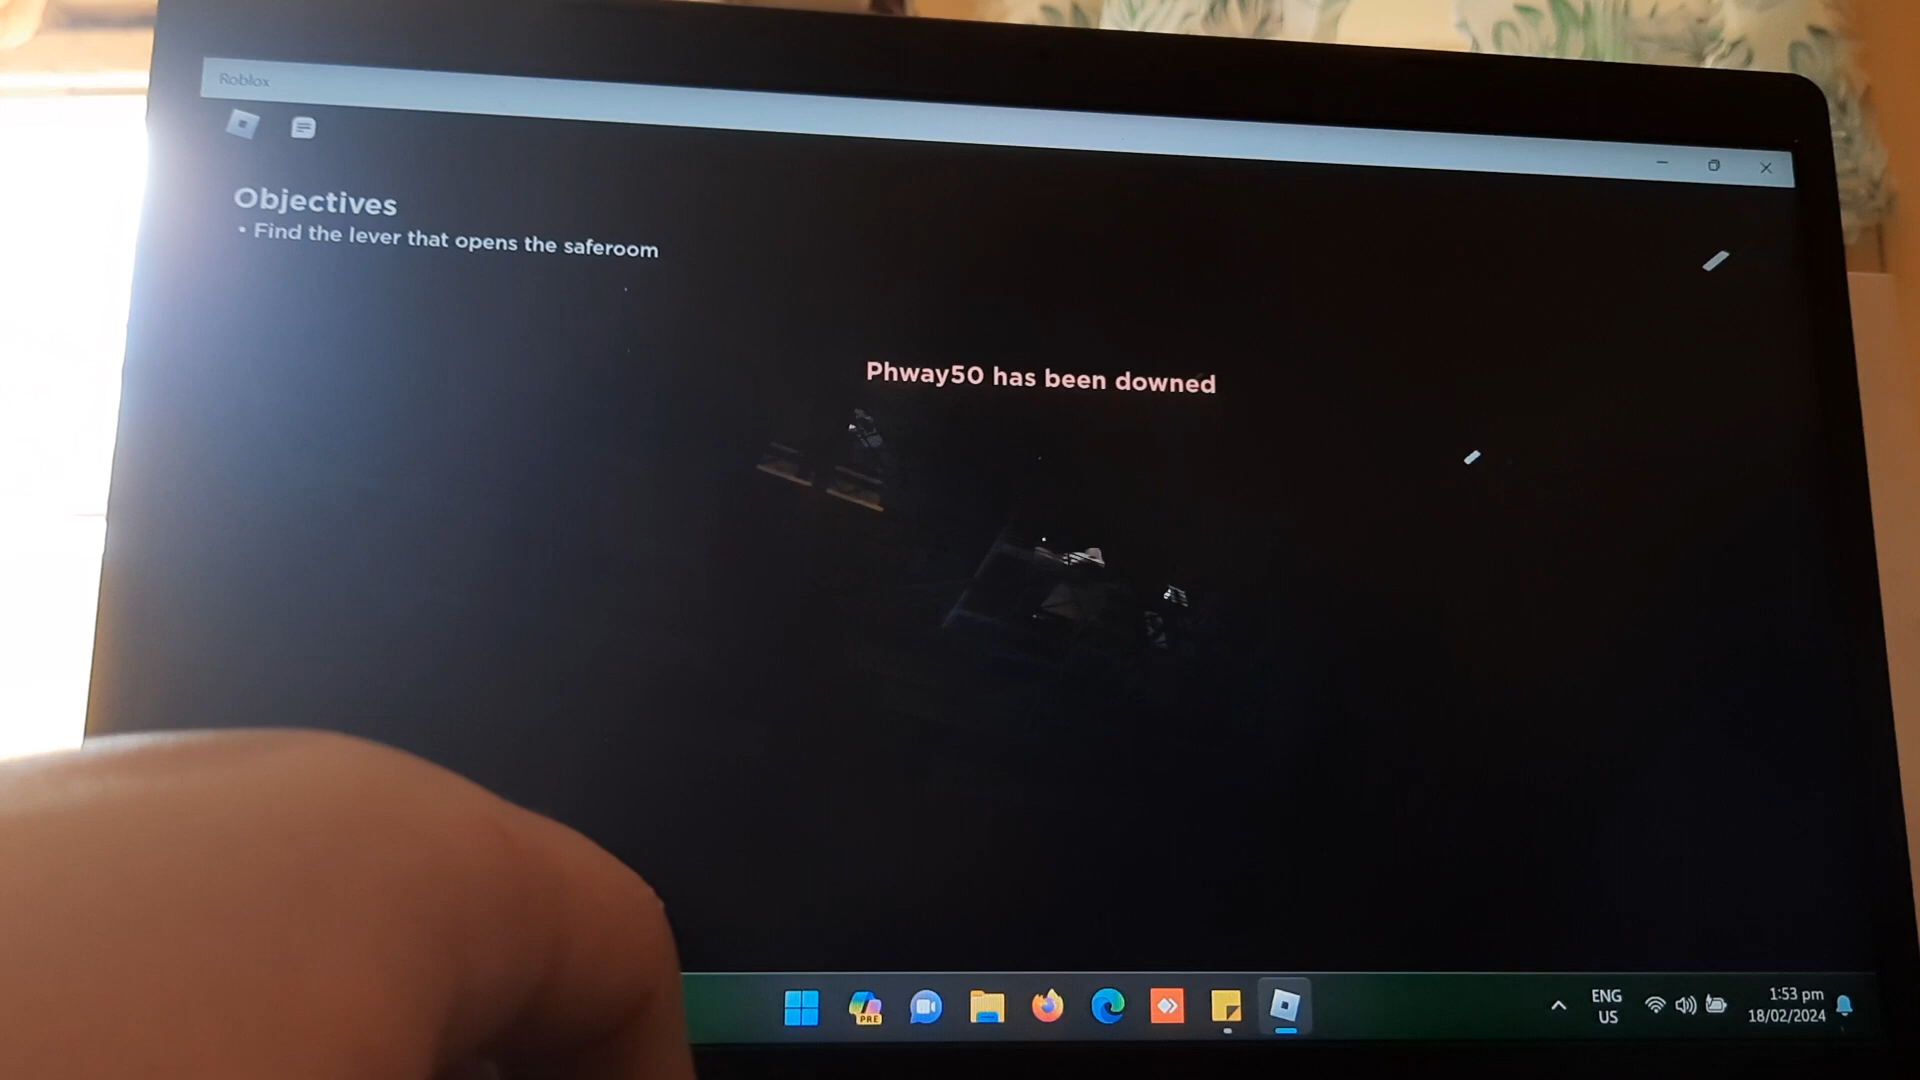 Roblox
Objectives
• Find the lever that opens the saferoom
Phway50 has been downed
PRE
ENG
US
1:53 pm
18/02/2024